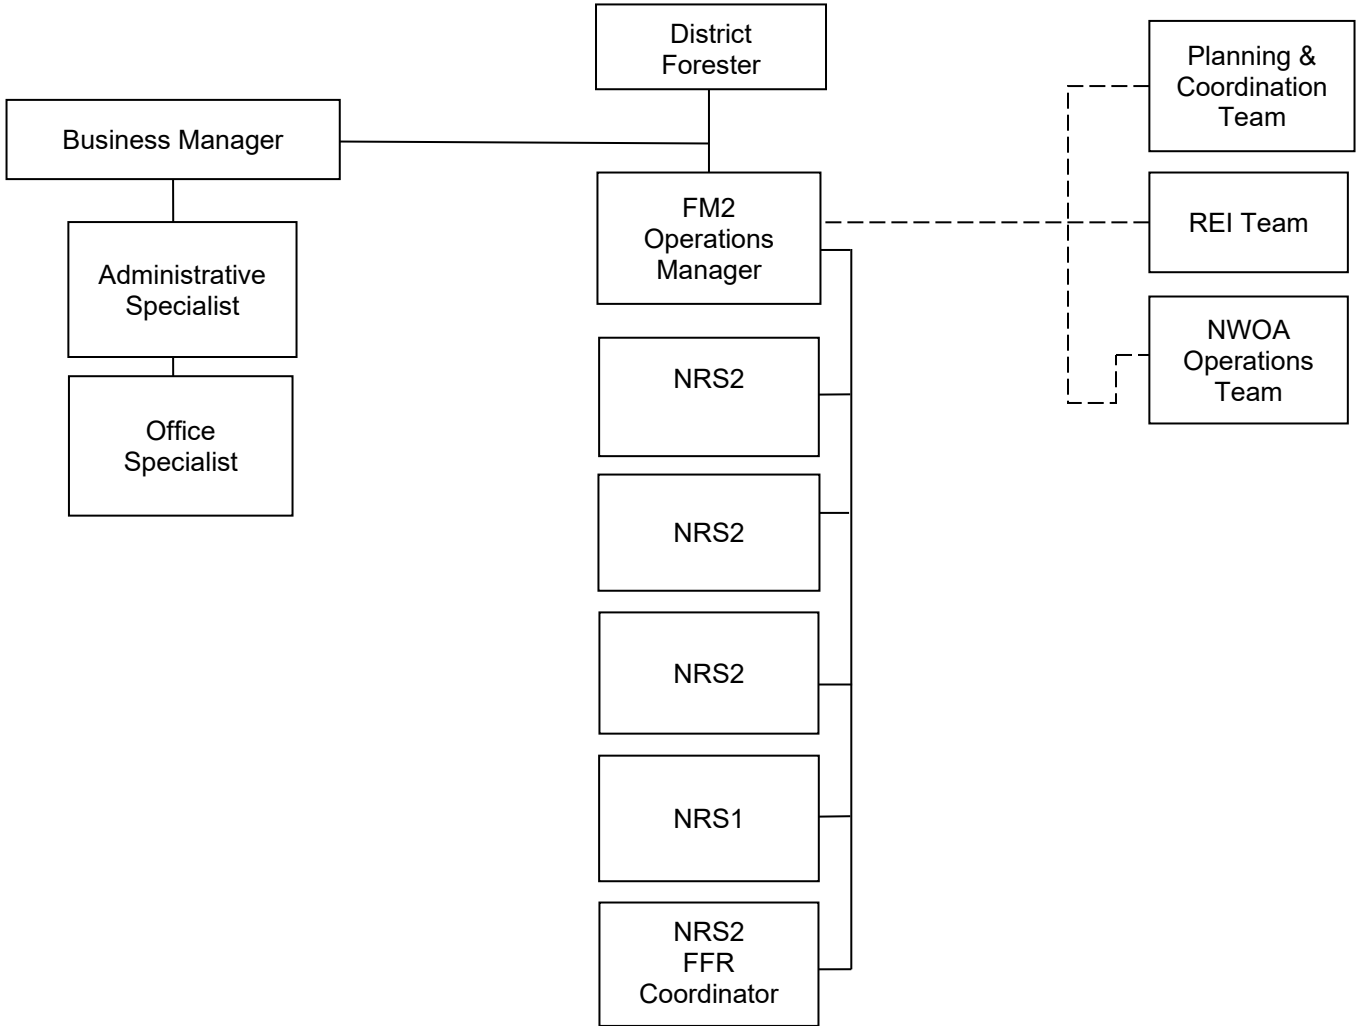 District
Forester
Business Manager
Administrative
Specialist
Office
Specialist
FM2
Operations
Manager
NRS2
NRS2
NRS2
NRS1
NRS2
FFR
Coordinator
Planning &
Coordination
Team
REI Team
NWOA
Operations
Team